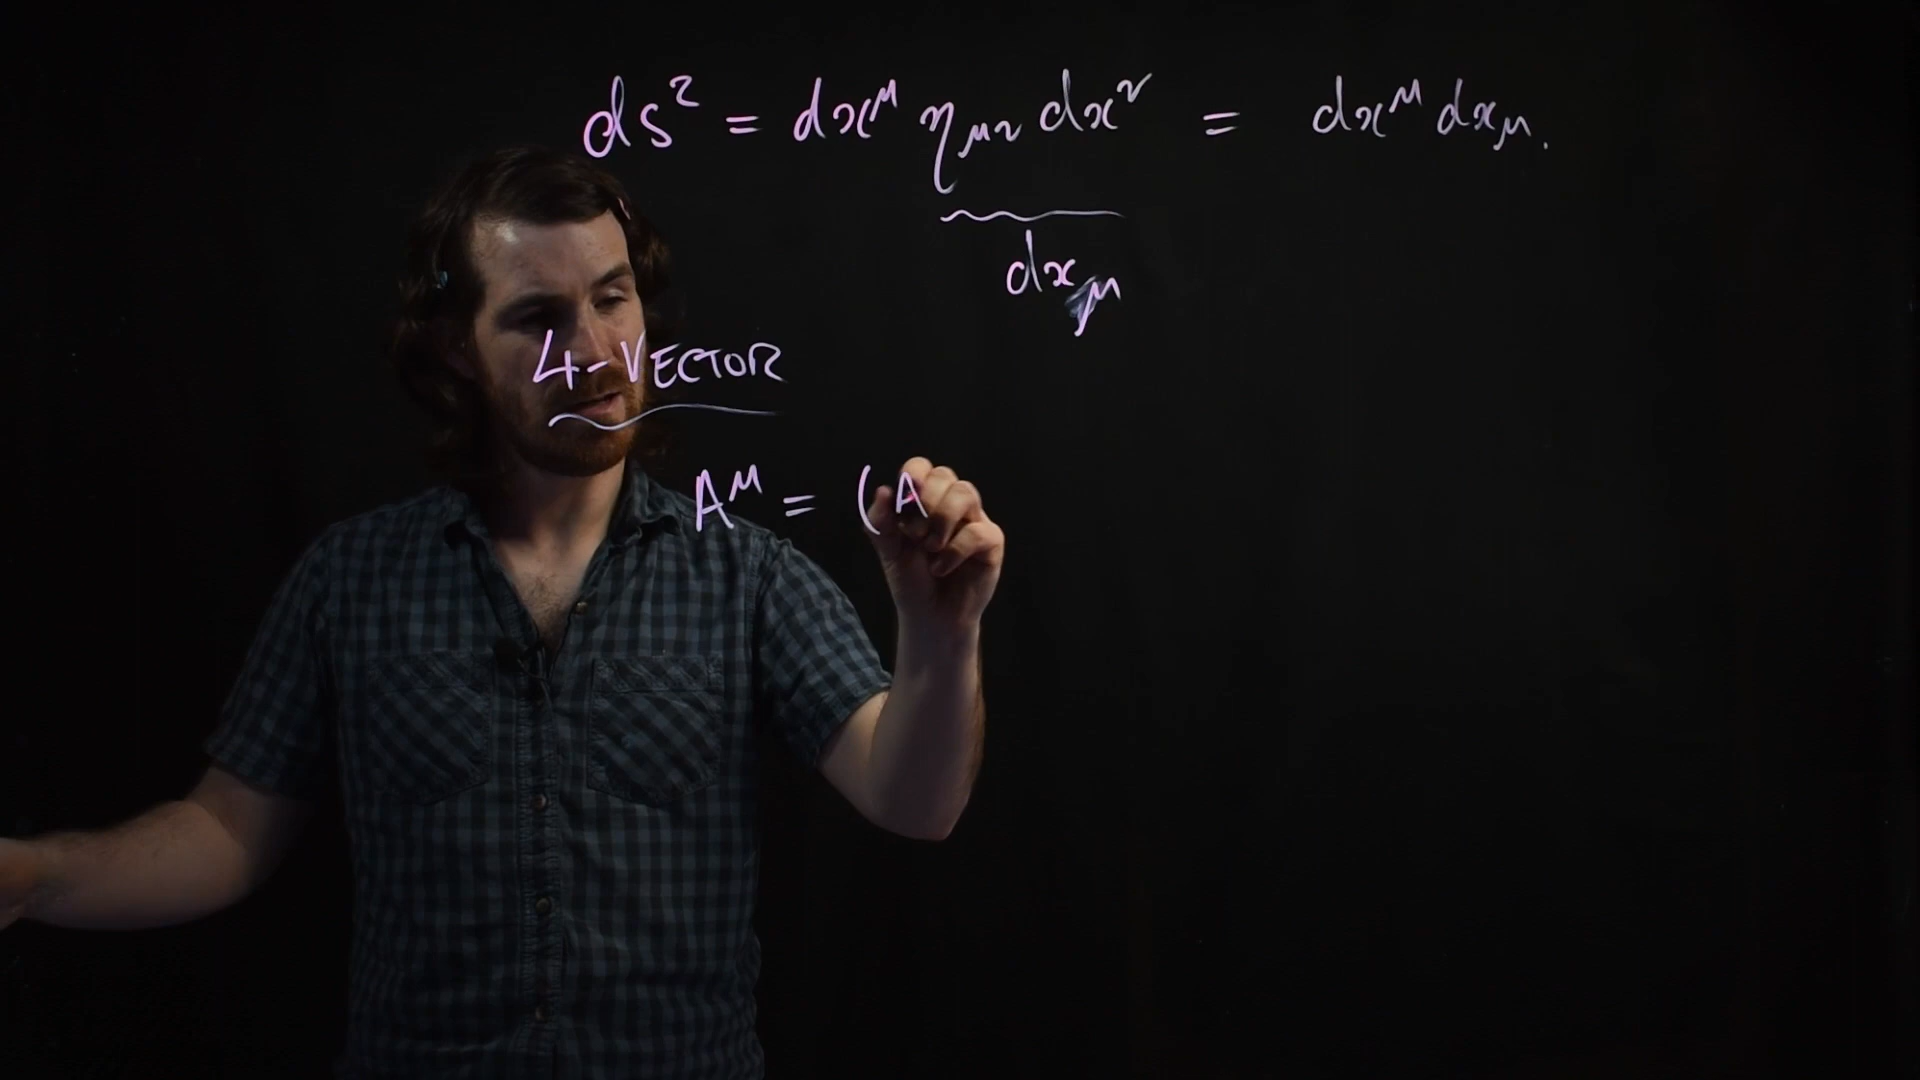 ds² = dx^μ η_μν dx^ν = dx^μ dx_μ.
dx_μ
4-VECTOR
A^μ = (A